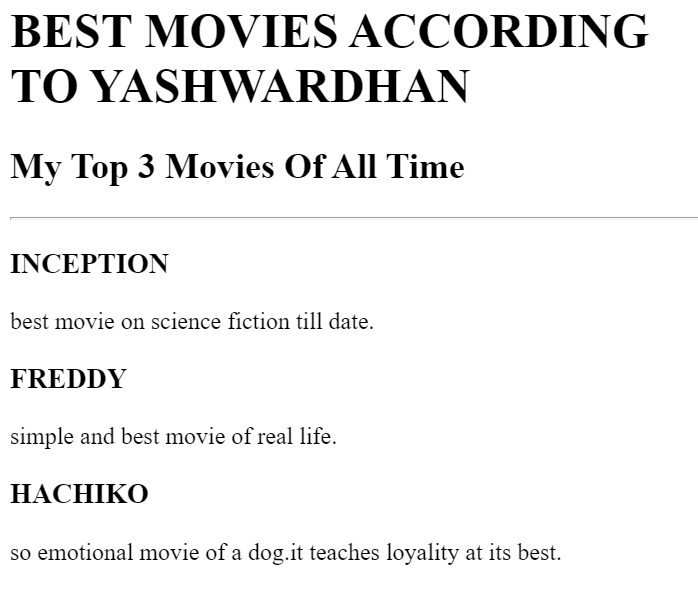 BEST MOVIES ACCORDING
TO YASHWARDHAN
My Top 3 Movies Of All Time
INCEPTION
best movie on science fiction till date.
FREDDY
simple and best movie of real life.
HACHIKO
so emotional movie of a dog.it teaches loyality at its best.